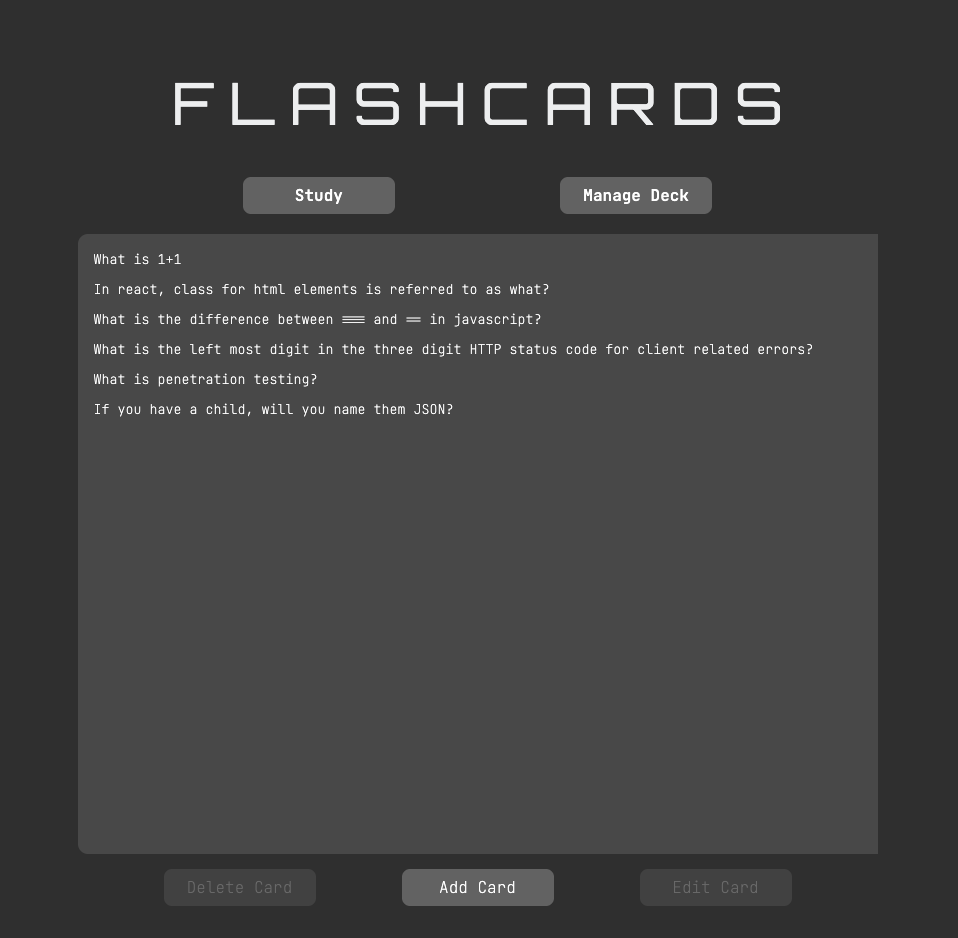 FLASHCARDS
Study
Manage Deck
What is 1+1
In react, class for html elements is referred to as what?
What is the difference between === and == in javascript?
What is the left most digit in the three digit HTTP status code for client related errors?
What is penetration testing?
If you have a child, will you name them JSON?
Delete Card
Add Card
Edit Card